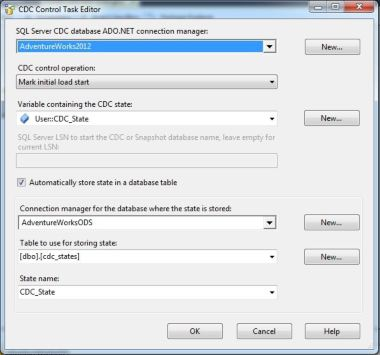 CDC Control Task Editor
SQL Server CDC database ADO.NET connection manager:
AdventureWorks2012
New...
CDC control operation:
Mark initial load start
Variable containing the CDC state:
User::CDC_State
New...
SQL Server LSN to start the CDC or Snapshot database name, leave empty for
current LSN:
Automatically store state in a database table
Connection manager for the database where the state is stored:
AdventureWorksODS
New...
Table to use for storing state:
[dbo].[cdc_states]
New...
State name:
CDC_State
OK
Cancel
Help